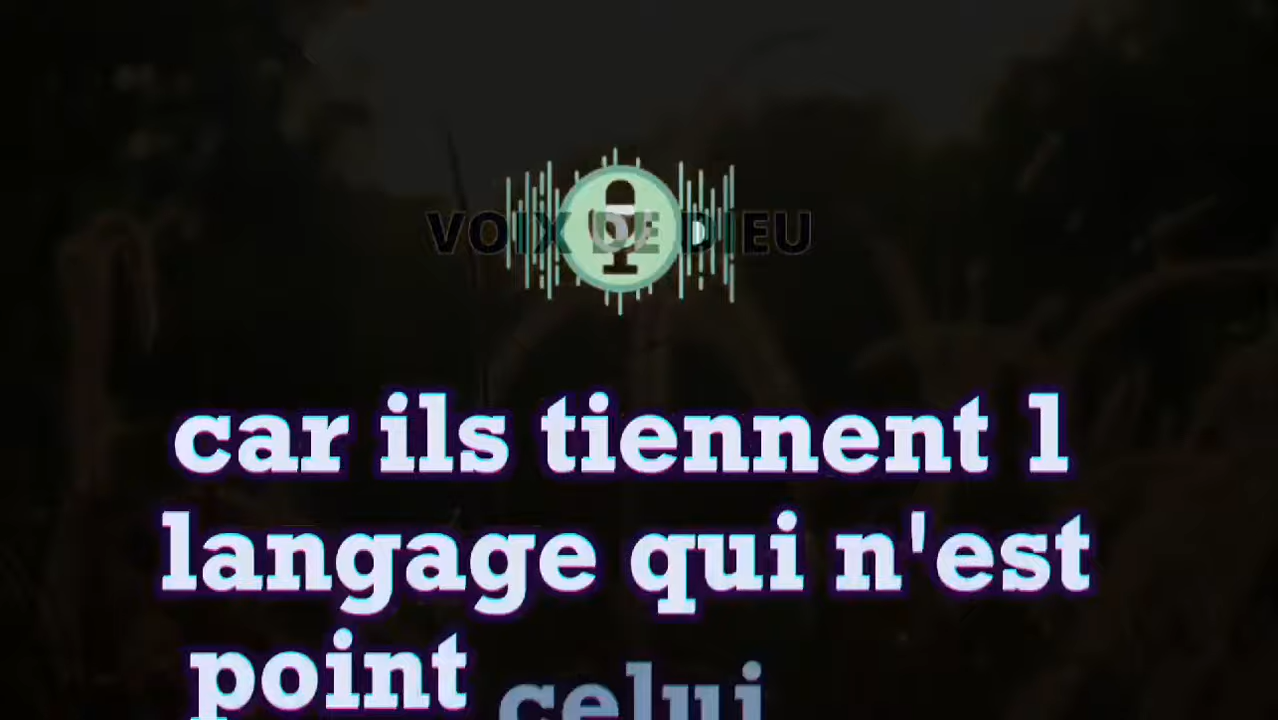 VOIX DE DIEU
car ils tiennent l
langage qui n'est
point celui